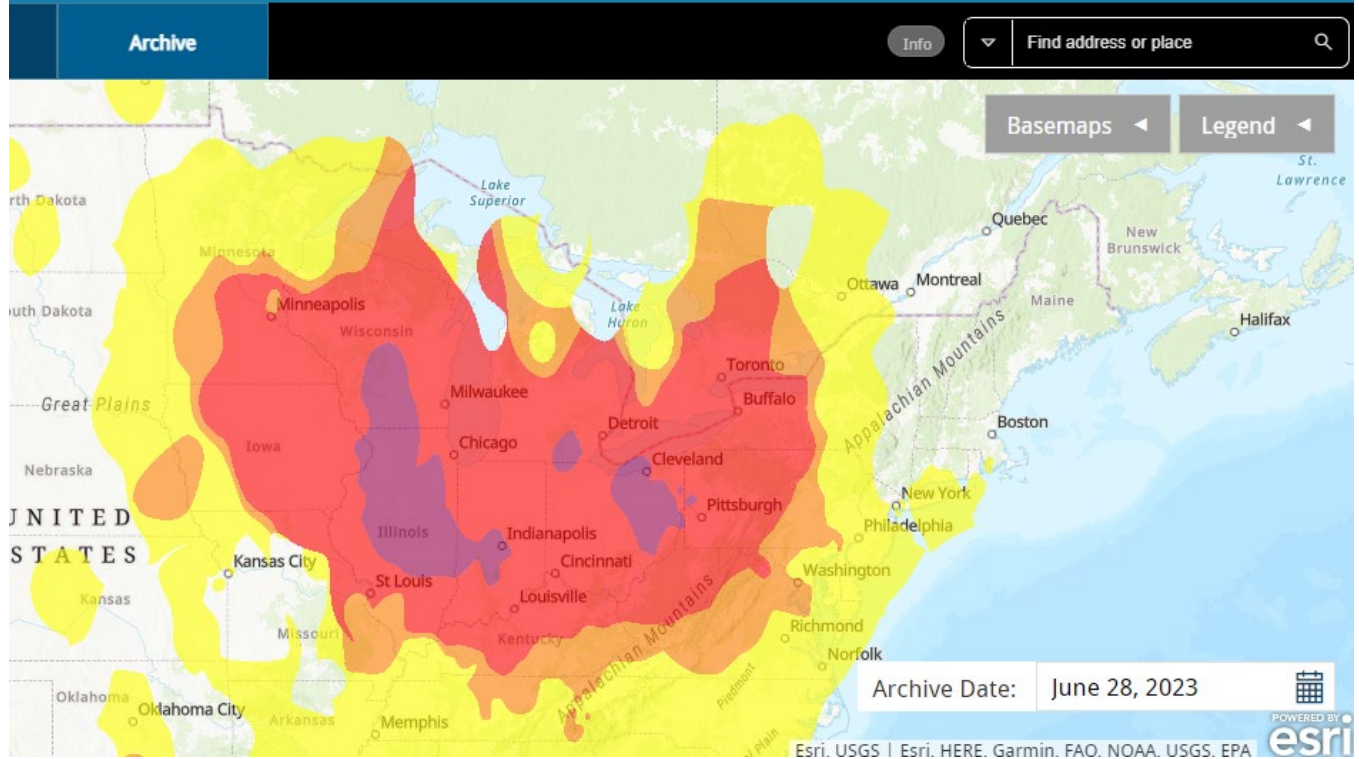 Archive
Info
Find address or place
Basemaps
Legend
St.
Lawrence
Lake
Superior
rth Dakota
Quebec
New
Brunswick
Minnesota
Ottawa
Montreal
Maine
Minneapolis
uth Dakota
Lake
Huron
Halifax
Wisconsin
Toronto
Milwaukee
Buffalo
Great Plains
Appalachian Mountains
Boston
Detroit
Chicago
Iowa
Cleveland
Nebraska
New York
Pittsburgh
UNITED
STATES
Philadelphia
Illinois
Indianapolis
Kansas City
Cincinnati
Washington
St Louis
Kansas
Louisville
Richmond
Missouri
Kentucky
Appalachian Mountains
Norfolk
Piedmont
Archive Date:
June 28, 2023
Oklahoma
Oklahoma City
Arkansas
Memphis
l Plain
POWERED BY
esri
Esri, USGS | Esri, HERE, Garmin, FAO, NOAA, USGS, EPA